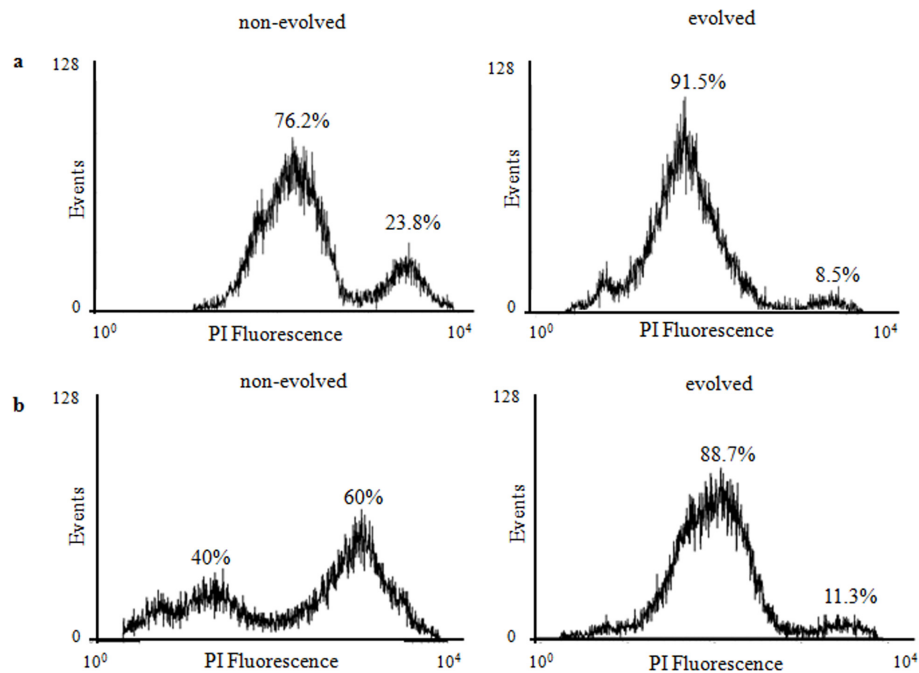 non-evolved
evolved
a
128
76.2%
23.8%
Events
0
10⁰
PI Fluorescence
10⁴
128
91.5%
8.5%
Events
0
10⁰
PI Fluorescence
10⁴
non-evolved
evolved
b
128
40%
60%
Events
0
10⁰
PI Fluorescence
10⁴
128
88.7%
11.3%
Events
0
10⁰
PI Fluorescence
10⁴